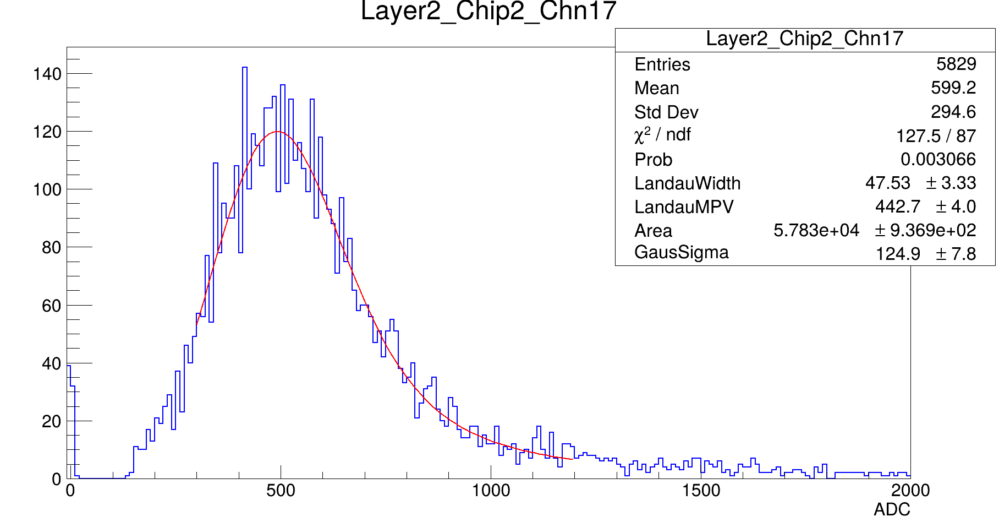 Layer2_Chip2_Chn17
Layer2_Chip2_Chn17
Entries 5829
Mean 599.2
Std Dev 294.6
χ² / ndf 127.5 / 87
Prob 0.003066
LandauWidth 47.53 ± 3.33
LandauMPV 442.7 ± 4.0
Area 5.783e+04 ± 9.369e+02
GausSigma 124.9 ± 7.8
140
120
100
80
60
40
20
0
0 500 1000 1500 2000
ADC